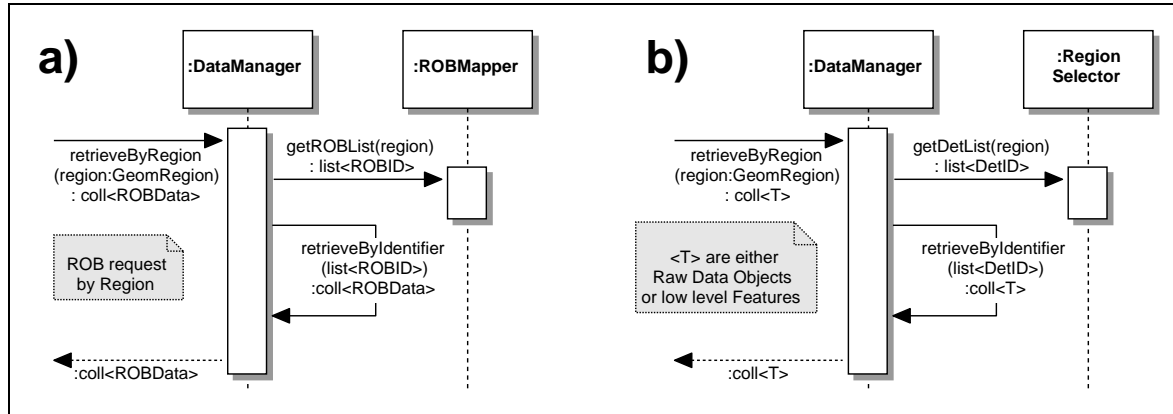 a)
:DataManager
:ROBMapper
retrieveByRegion
(region:GeomRegion)
: coll<ROBData>
getROBList(region)
: list<ROBID>
ROB request
by Region
retrieveByIdentifier
(list<ROBID>)
:coll<ROBData>
:coll<ROBData>
b)
:DataManager
:Region
Selector
retrieveByRegion
(region:GeomRegion)
: coll<T>
getDetList(region)
: list<DetID>
<T> are either
Raw Data Objects
or low level Features
retrieveByIdentifier
(list<DetID>)
:coll<T>
:coll<T>